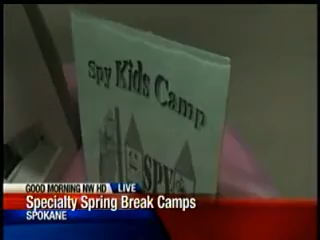 Spy Kids Camp
SPY
GOOD MORNING NW HD LIVE
Specialty Spring Break Camps
SPOKANE